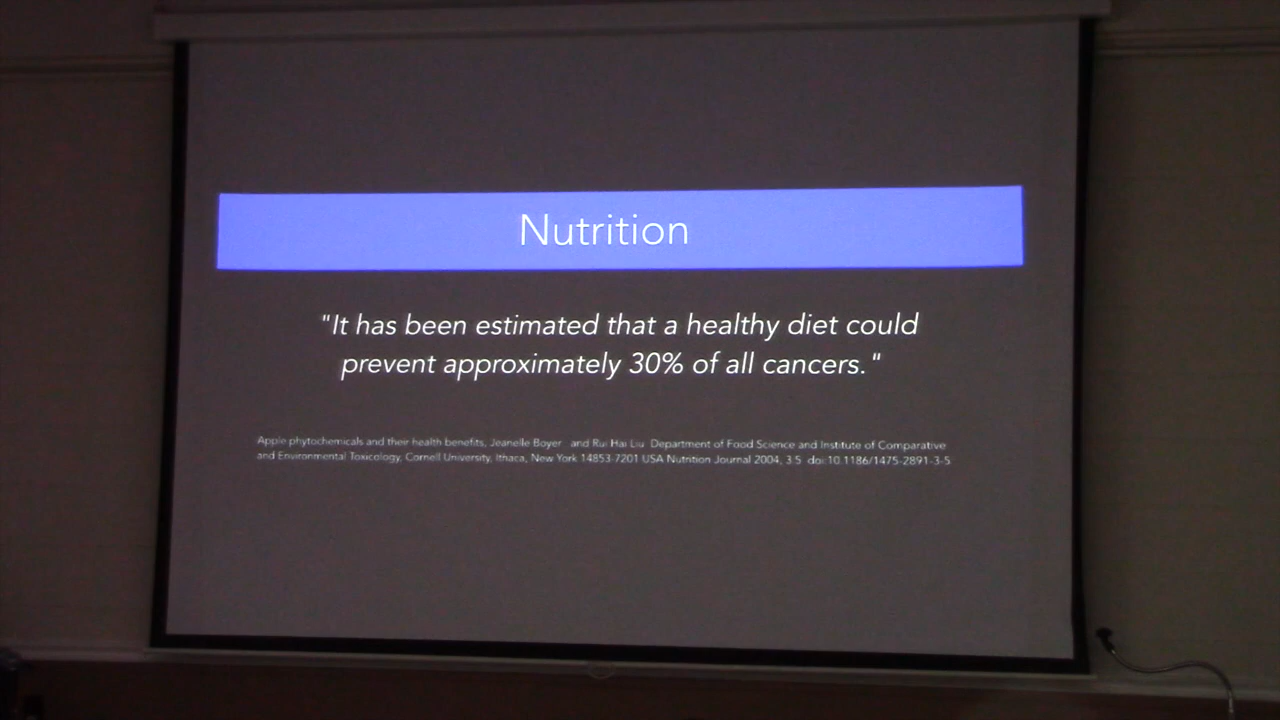 Nutrition
"It has been estimated that a healthy diet could
prevent approximately 30% of all cancers."
Apple phytochemicals and their health benefits, Jeanelle Boyer and Rui Hai Liu Department of Food Science and Institute of Comparative
and Environmental Toxicology, Cornell University, Ithaca, New York 14853-7201 USA Nutrition Journal 2004, 3:5 doi:10.1186/1475-2891-3-5